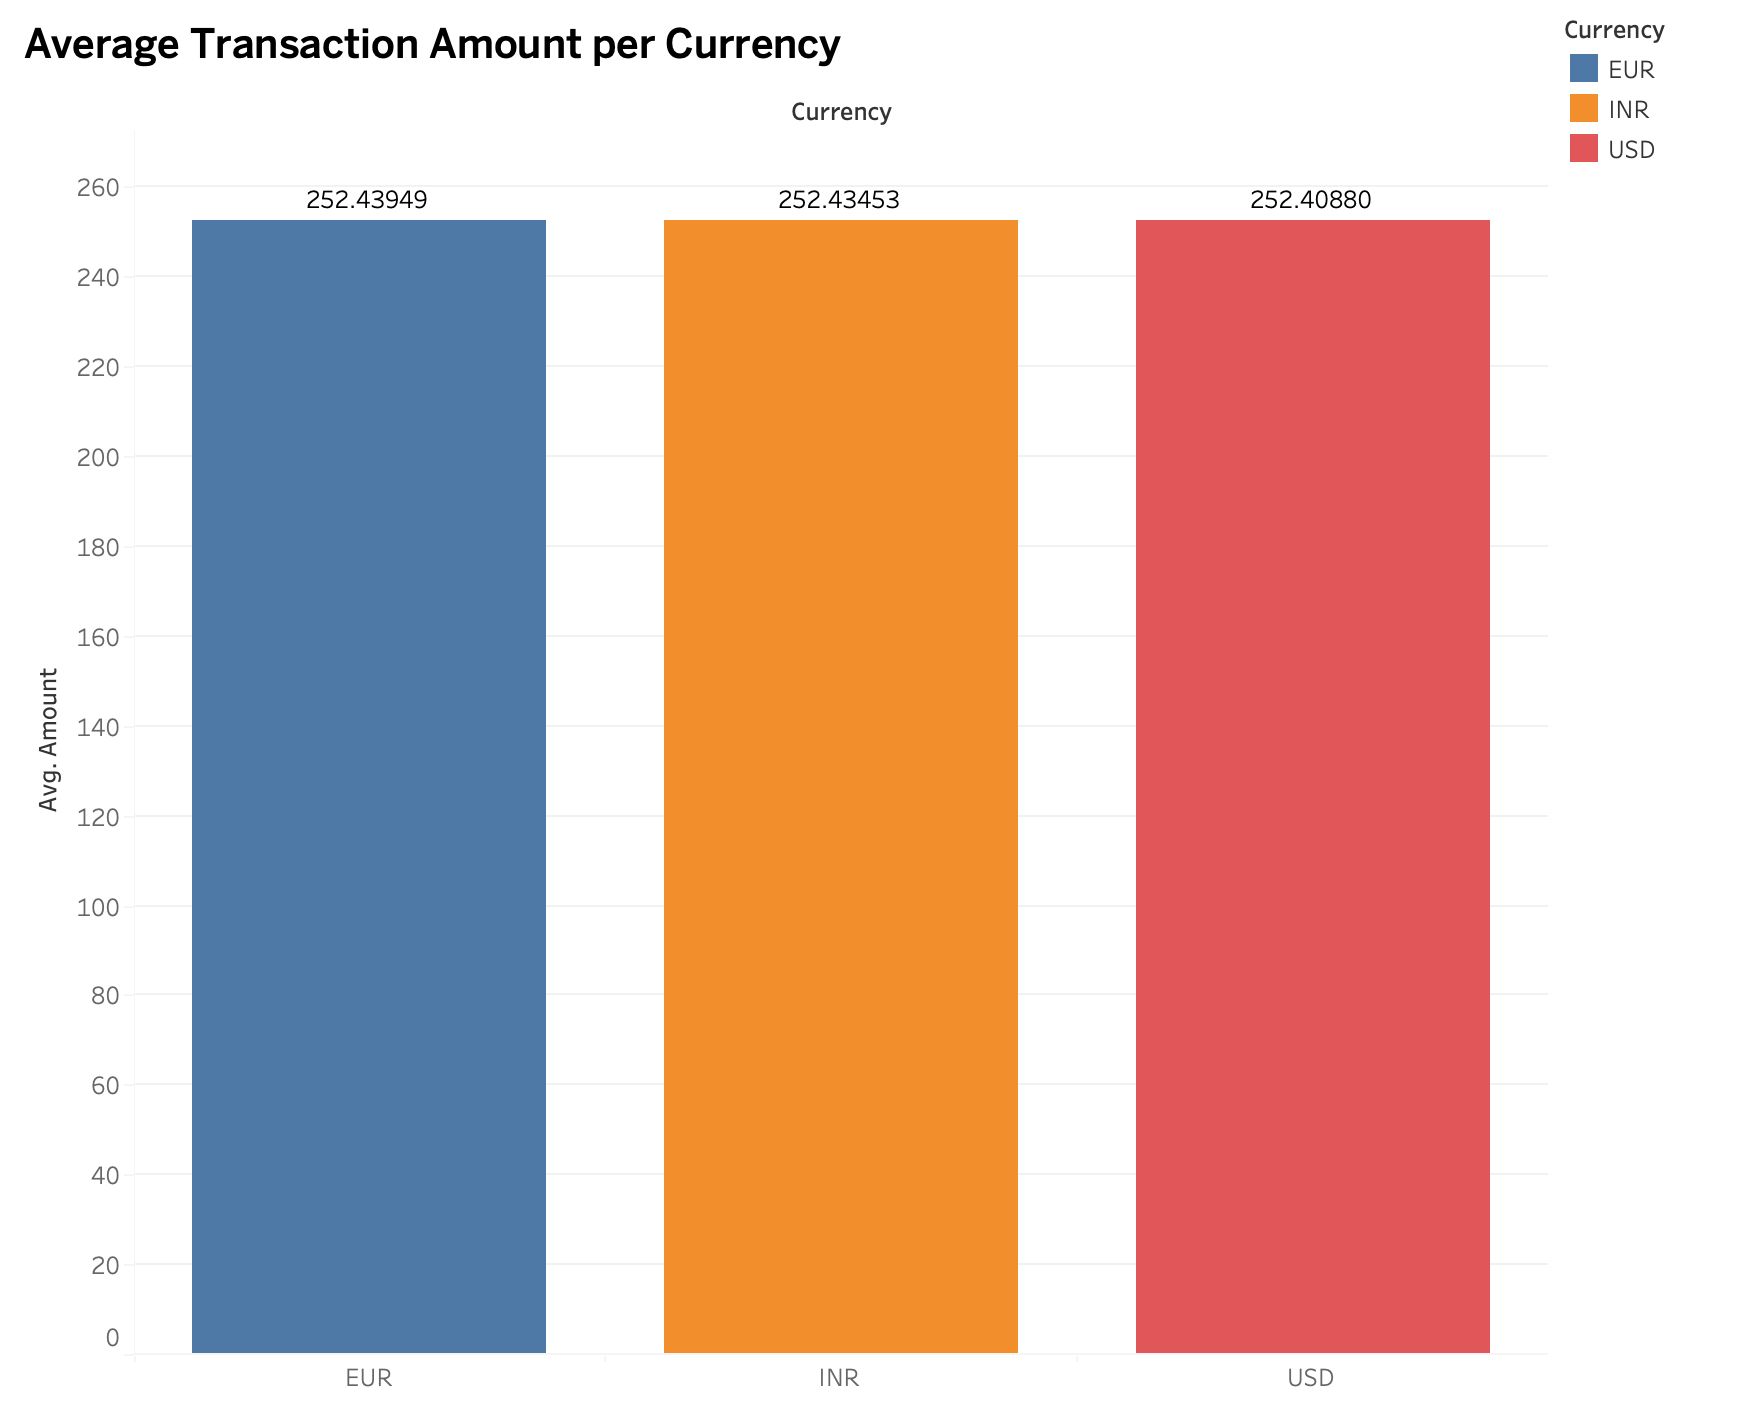 Average Transaction Amount per Currency
Currency
EUR
INR
USD
Currency
260
240
220
200
180
160
140
120
100
80
60
40
20
0
Avg. Amount
252.43949
252.43453
252.40880
EUR
INR
USD